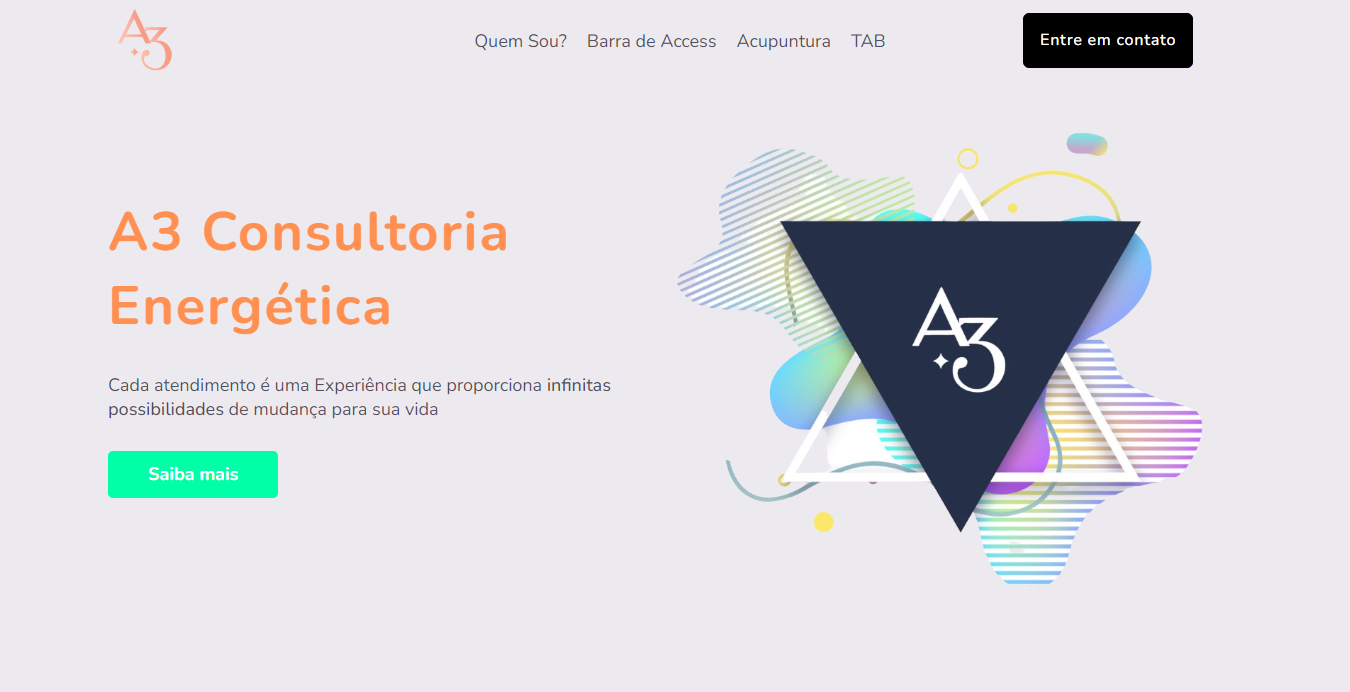 A3
Quem Sou? Barra de Access Acupuntura TAB
Entre em contato
A3 Consultoria
Energética
Cada atendimento é uma Experiência que proporciona infinitas
possibilidades de mudança para sua vida
Saiba mais
A3